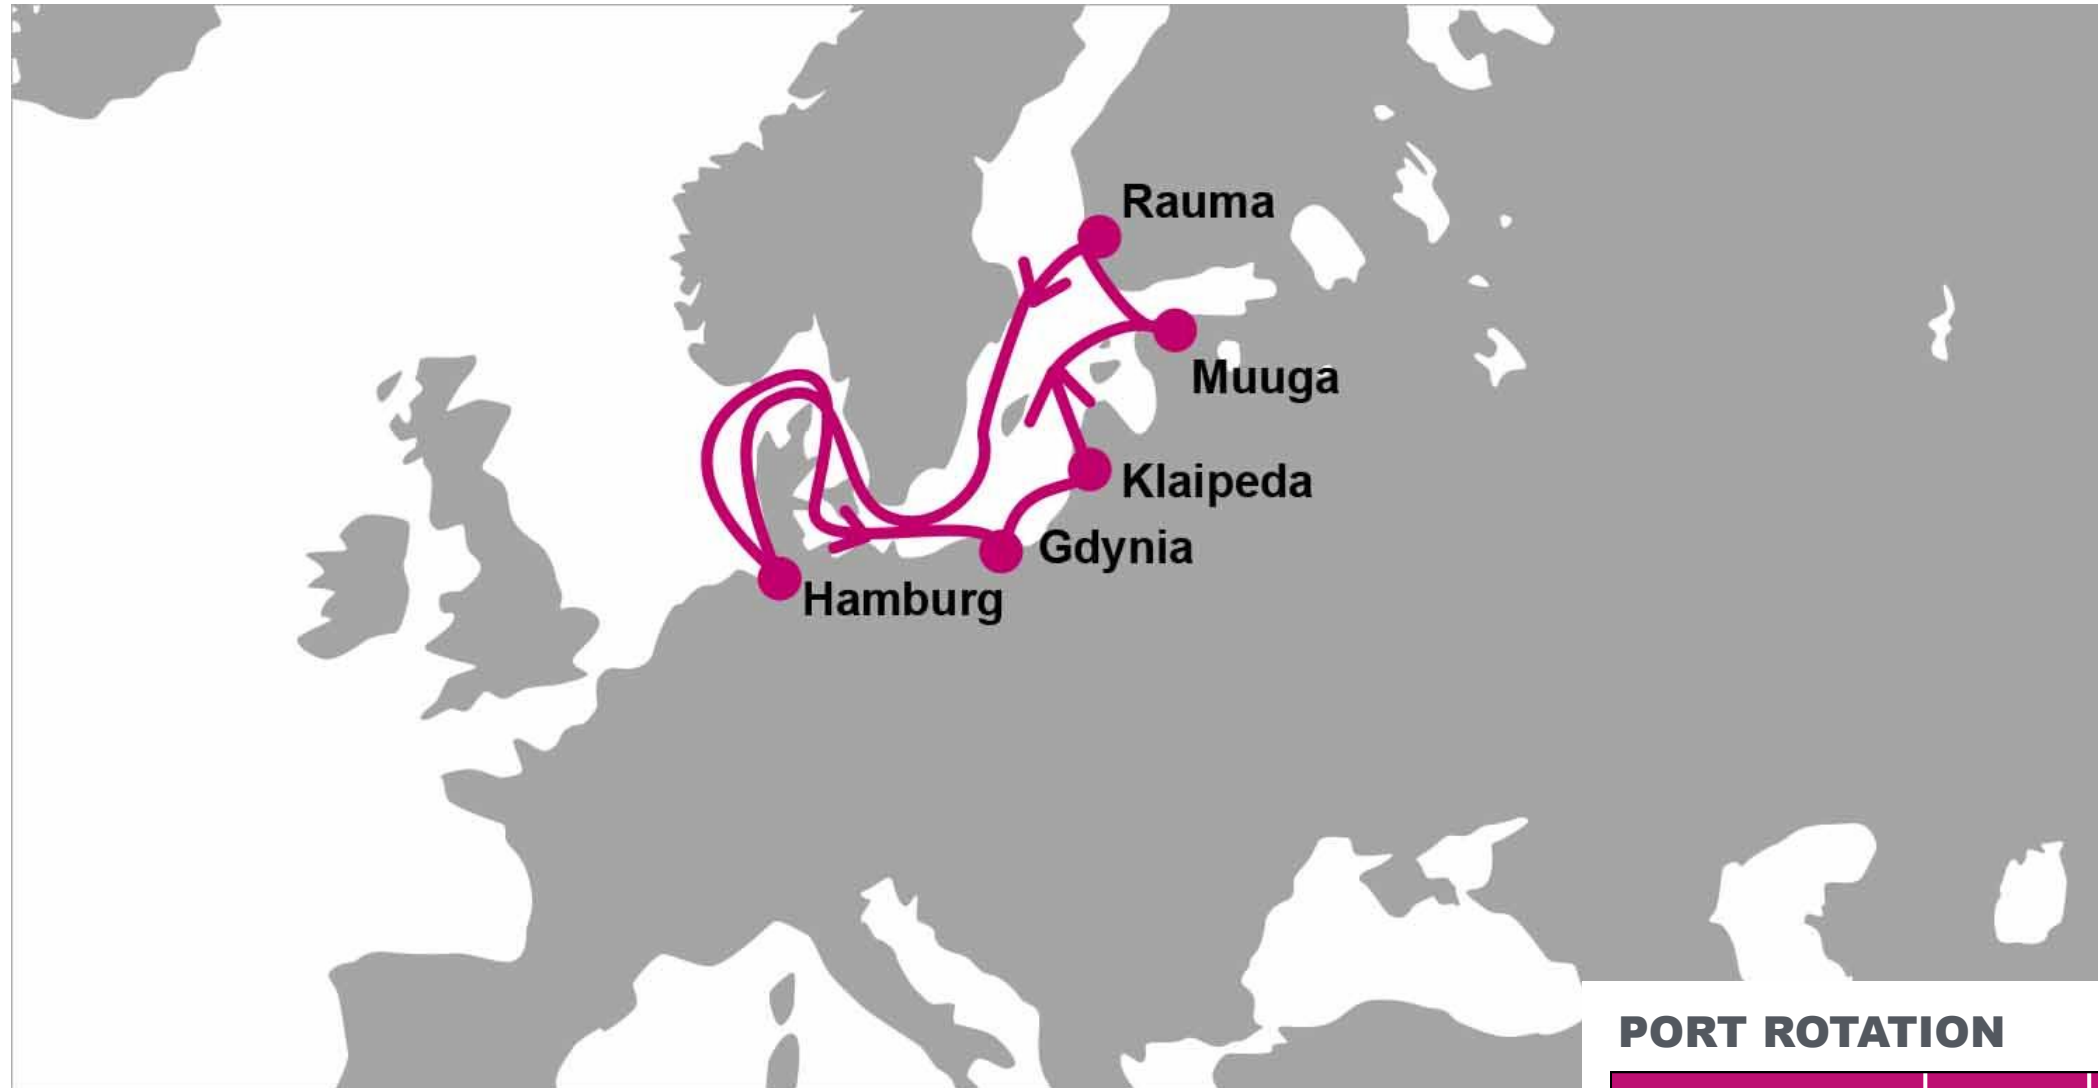 Rauma
Muuga
Klaipeda
Gdynia
Hamburg
PORT ROTATION